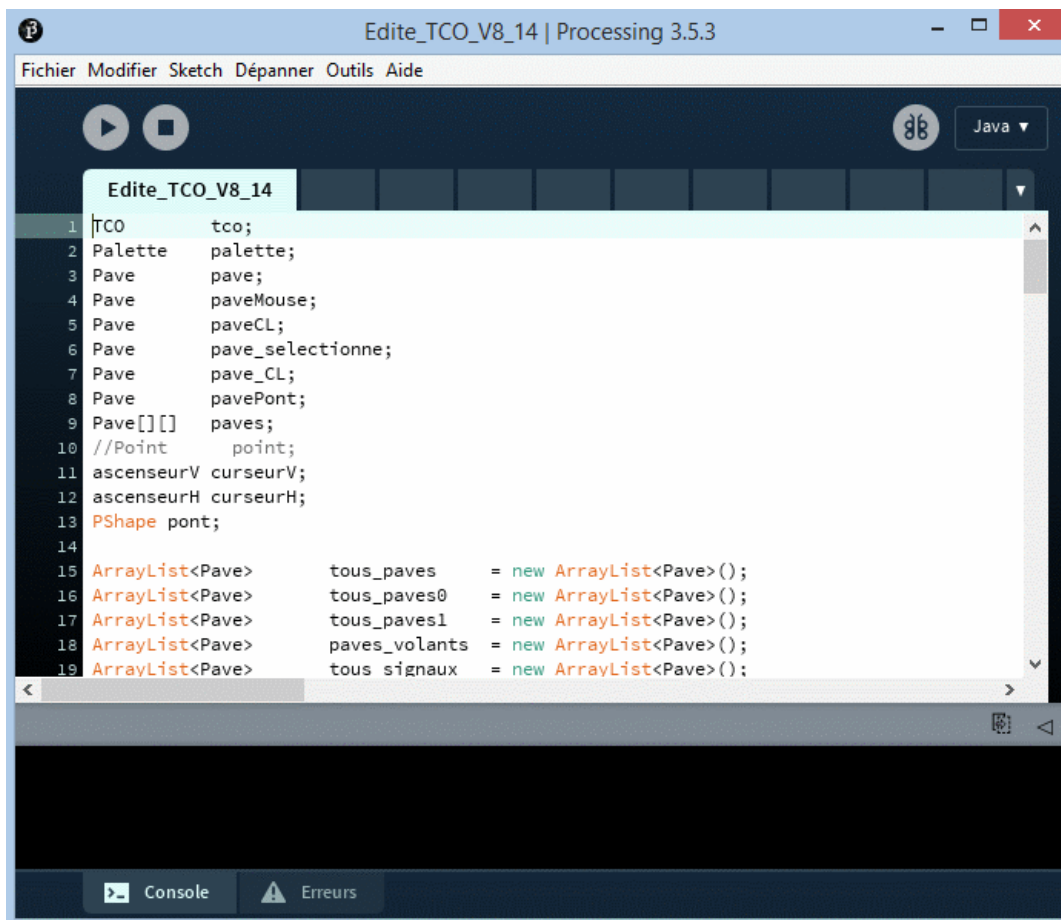 Edite_TCO_V8_14 | Processing 3.5.3
Fichier Modifier Sketch Dépanner Outils Aide
Java ▼
Edite_TCO_V8_14
1 TCO tco;
2 Palette palette;
3 Pave pave;
4 Pave paveMouse;
5 Pave paveCL;
6 Pave pave_selectionne;
7 Pave pave_CL;
8 Pave pavePont;
9 Pave[][] paves;
10 //Point point;
11 ascenseurV curseurV;
12 ascenseurH curseurH;
13 PShape pont;
14
15 ArrayList<Pave> tous_paves = new ArrayList<Pave>();
16 ArrayList<Pave> tous_paves0 = new ArrayList<Pave>();
17 ArrayList<Pave> tous_paves1 = new ArrayList<Pave>();
18 ArrayList<Pave> paves_volants = new ArrayList<Pave>();
19 ArrayList<Pave> tous_signaux = new ArrayList<Pave>();
Console Erreurs